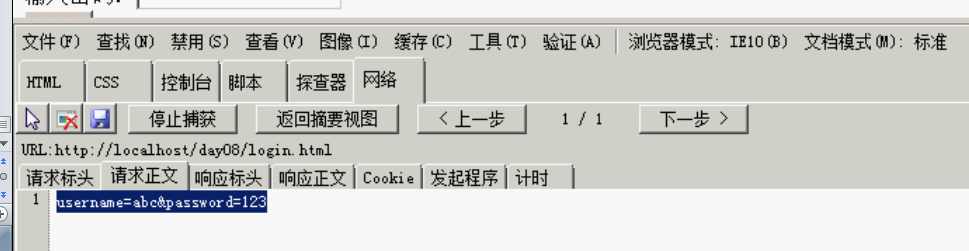 文件(F) 查找(N) 禁用(S) 查看(V) 图像(I) 缓存(C) 工具(T) 验证(A) 浏览器模式: IE10(B) 文档模式(M): 标准
HTML CSS 控制台 脚本 探查器 网络
停止捕获 返回摘要视图 < 上一步 1 / 1 下一步 >
URL:http://localhost/day08/login.html
请求标头 请求正文 响应标头 响应正文 Cookie 发起程序 计时
1 username=abc&password=123